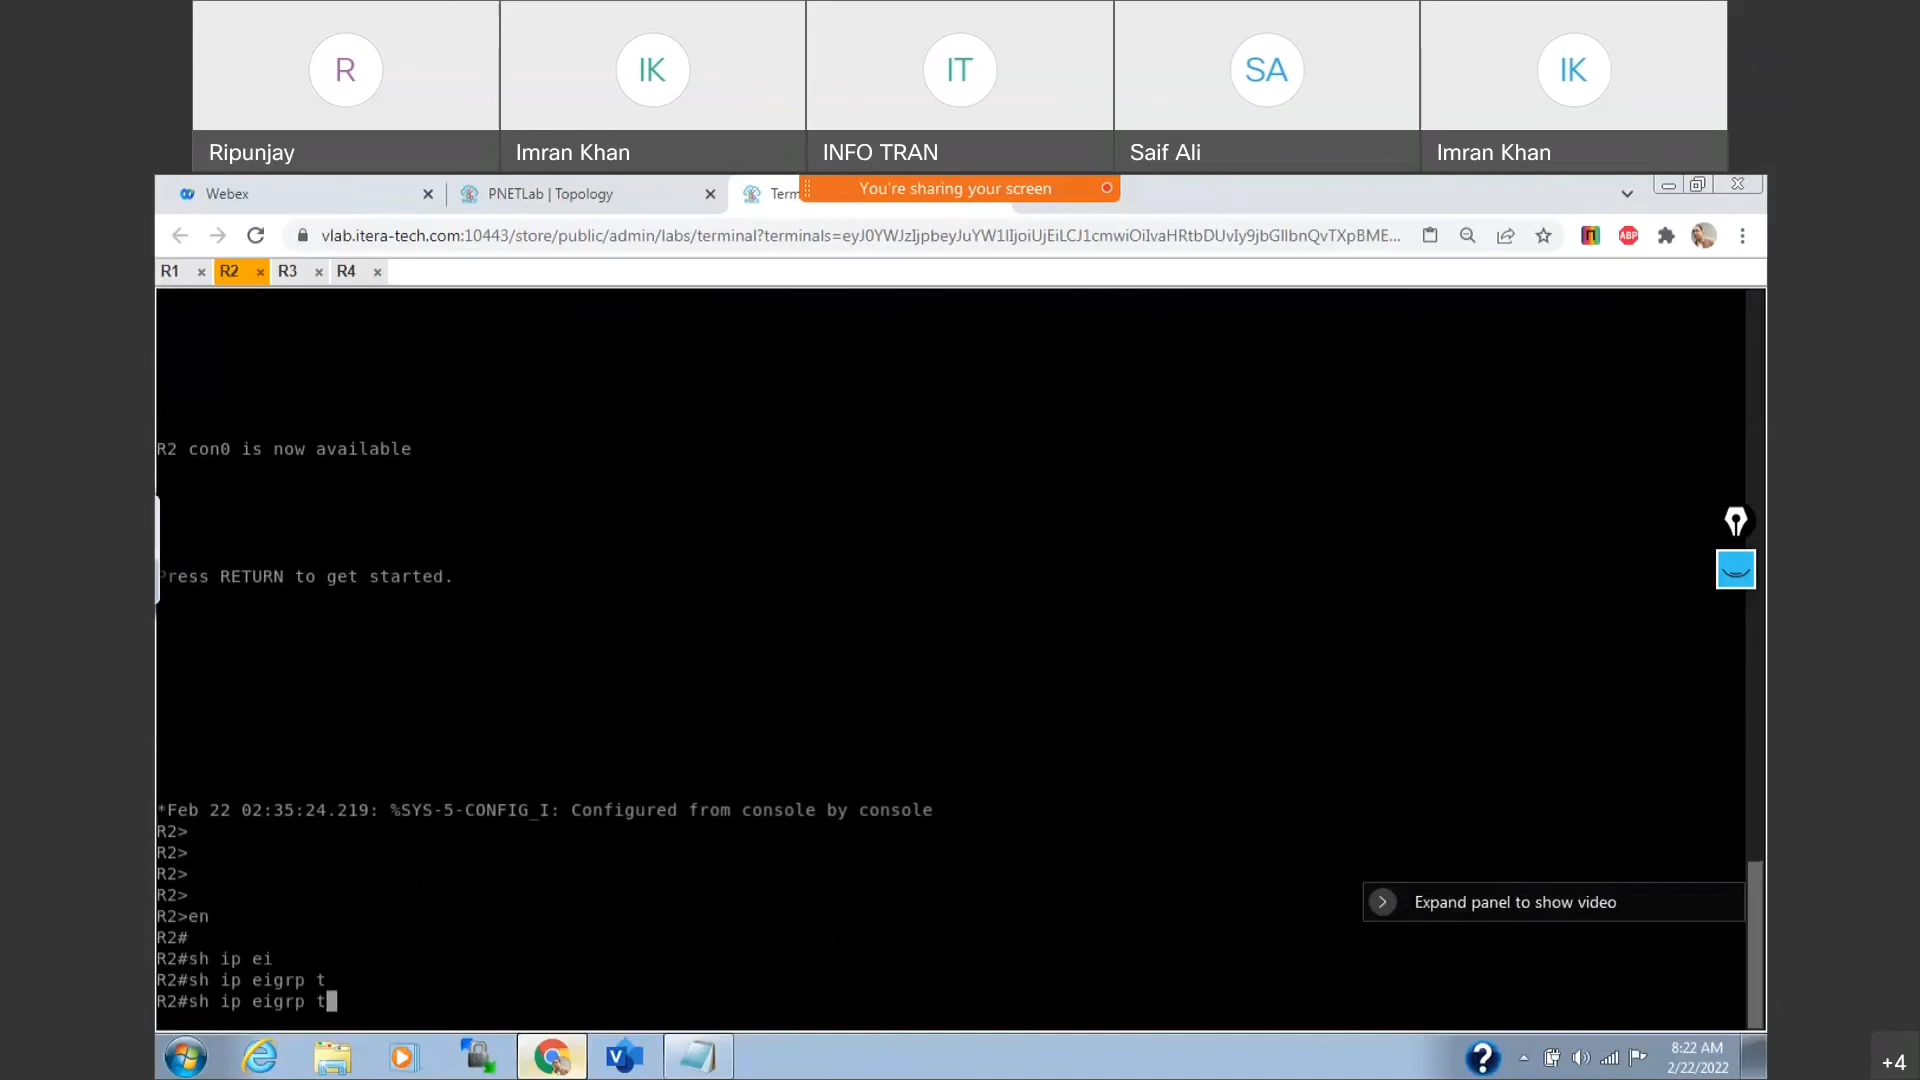 R
IK
IT
SA
IK
Ripunjay
Imran Khan
INFO TRAN
Saif Ali
Imran Khan
Webex
PNETLab | Topology
Term
You're sharing your screen
vlab.itera-tech.com:10443/store/public/admin/labs/terminal?terminals=
ABP
R1
R2
R3
R4
R2 con0 is now available
Press RETURN to get started.
*Feb 22 02:35:24.219: %SYS-5-CONFIG_I: Configured from console by console
R2>
R2>
R2>
R2>
R2>en
R2#
R2#sh ip ei
R2#sh ip eigrp t
R2#sh ip eigrp t
Expand panel to show video
8:22 AM
2/22/2022
+4